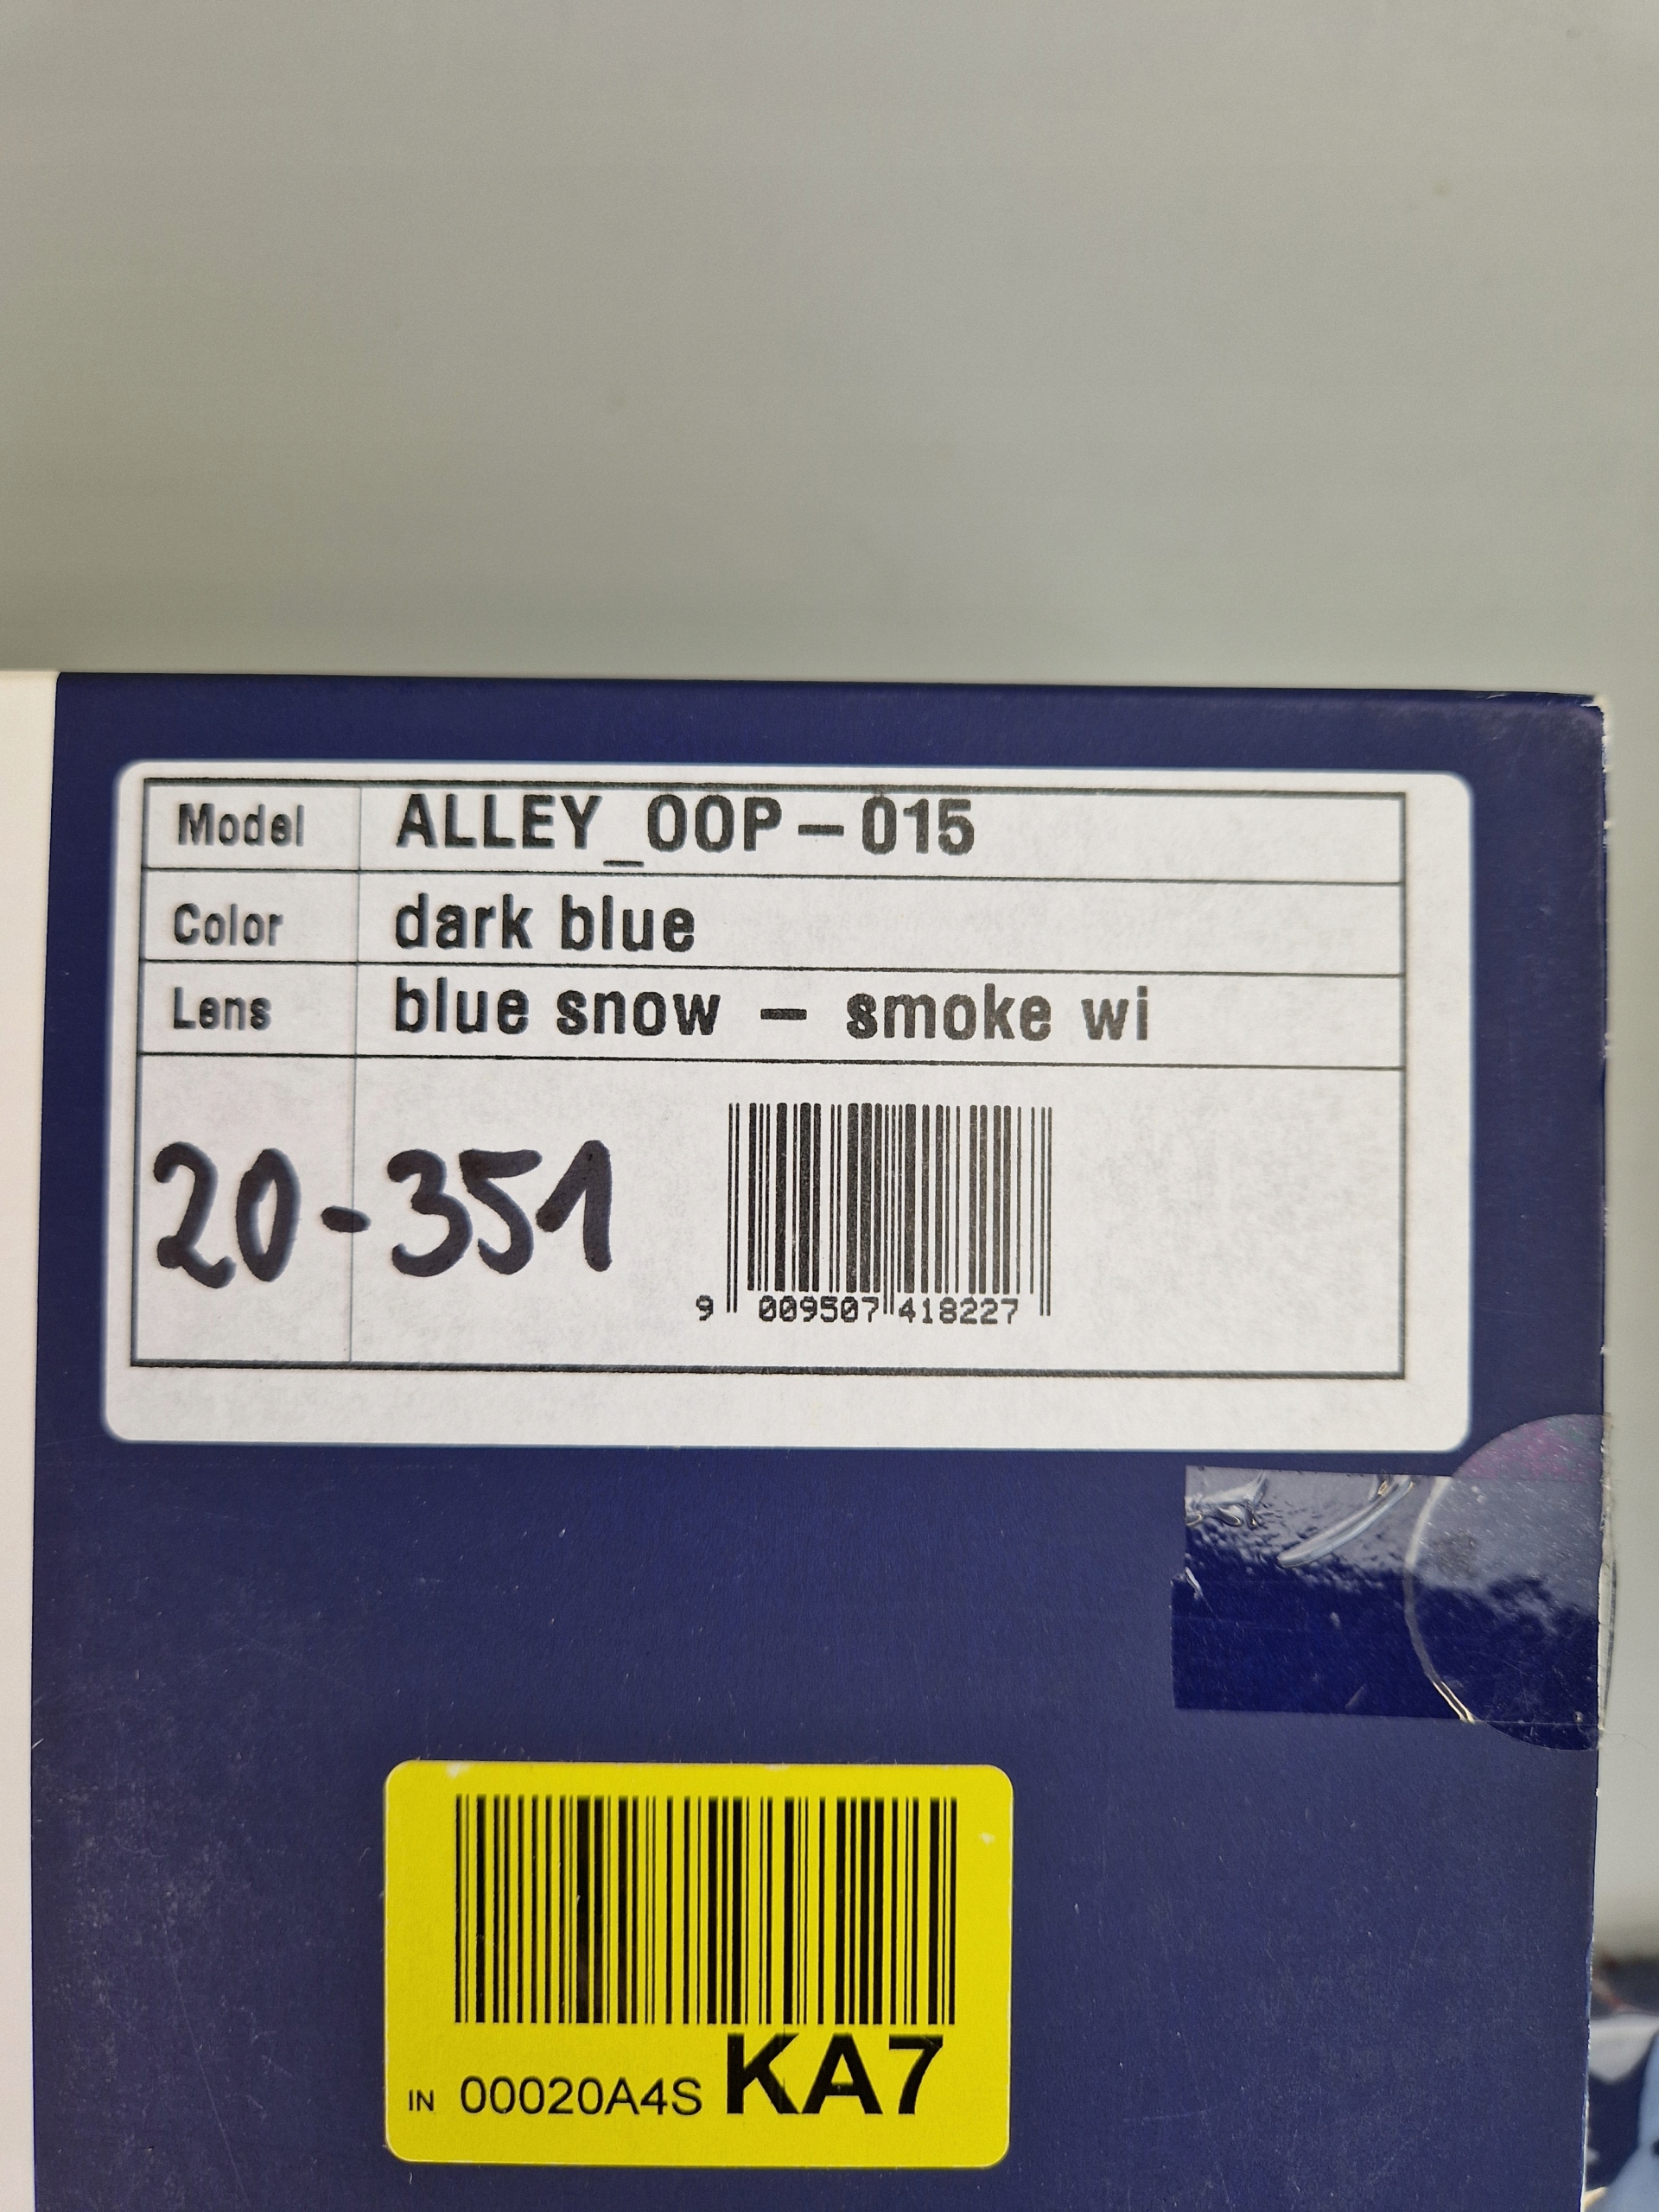 Model ALLEY_OOP-015
Color dark blue
Lens blue snow - smoke wi
20-351
9 009507 418227
IN 00020A4S KA7